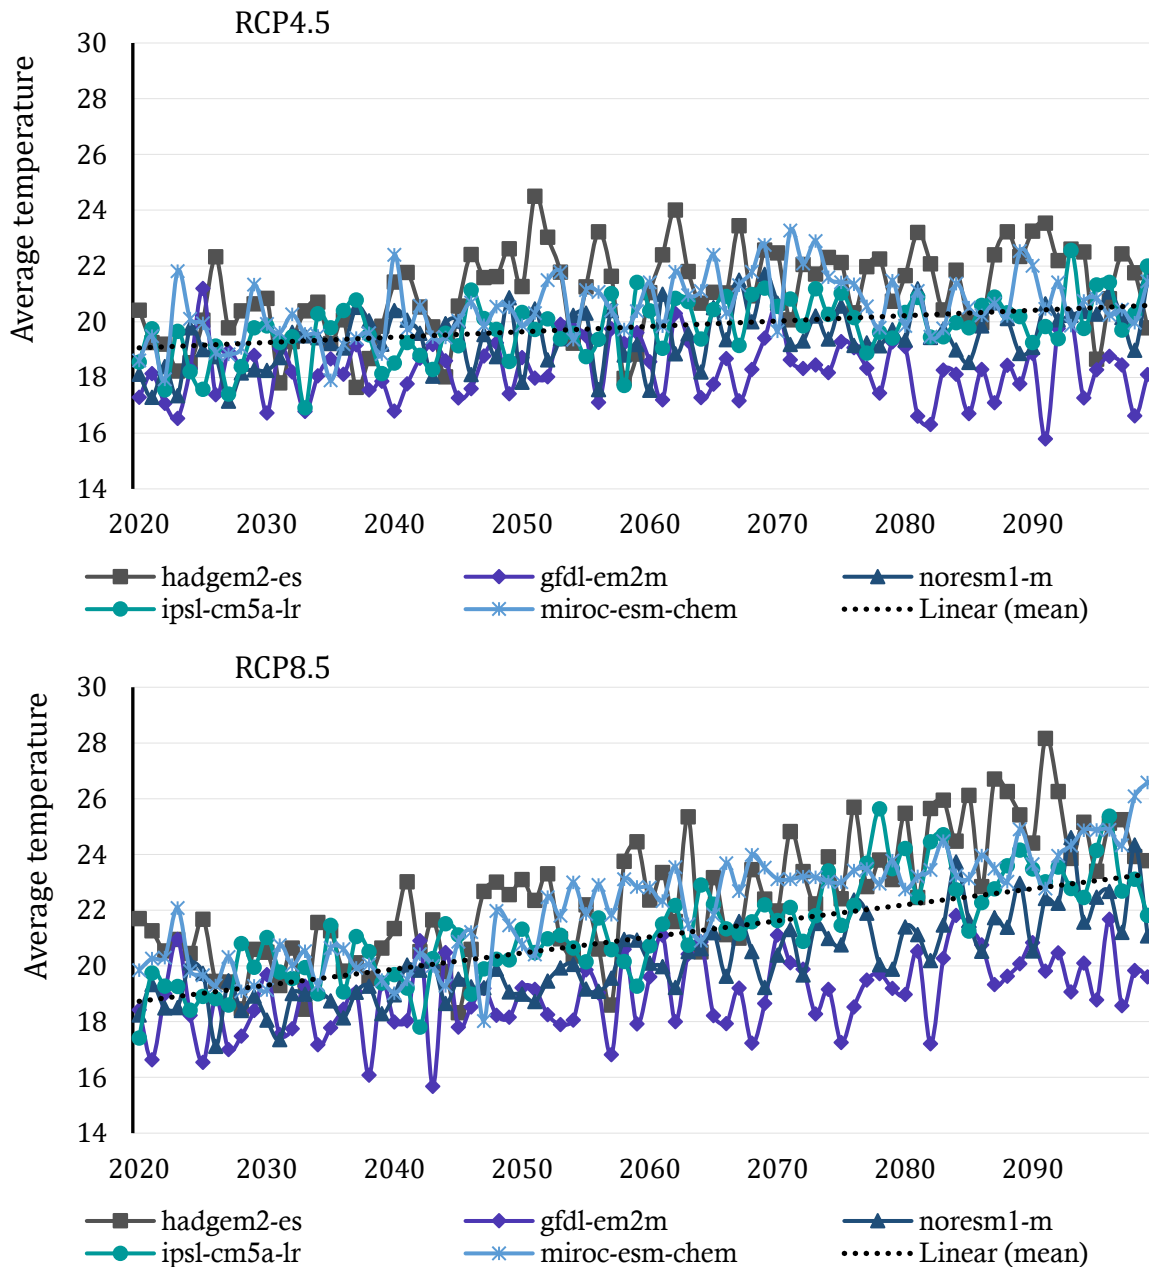 RCP4.5
Average temperature
30
28
26
24
22
20
18
16
14
2020 2030 2040 2050 2060 2070 2080 2090
hadgem2-es gfdl-em2m noresm1-m
ipsl-cm5a-lr miroc-esm-chem Linear (mean)
RCP8.5
Average temperature
30
28
26
24
22
20
18
16
14
2020 2030 2040 2050 2060 2070 2080 2090
hadgem2-es gfdl-em2m noresm1-m
ipsl-cm5a-lr miroc-esm-chem Linear (mean)